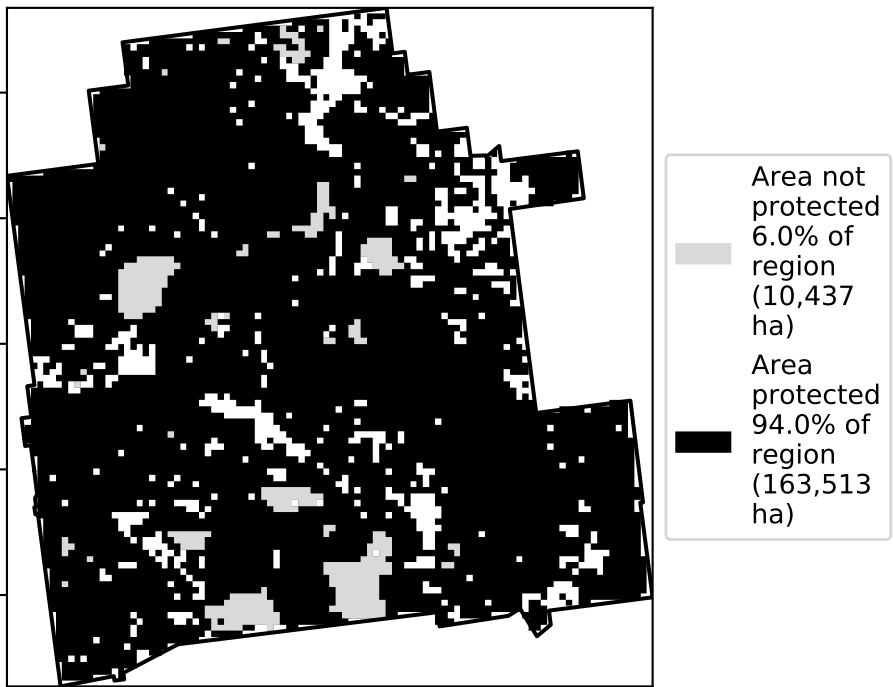 Area not
protected
6.0% of
region
(10,437
ha)
Area
protected
94.0% of
region
(163,513
ha)